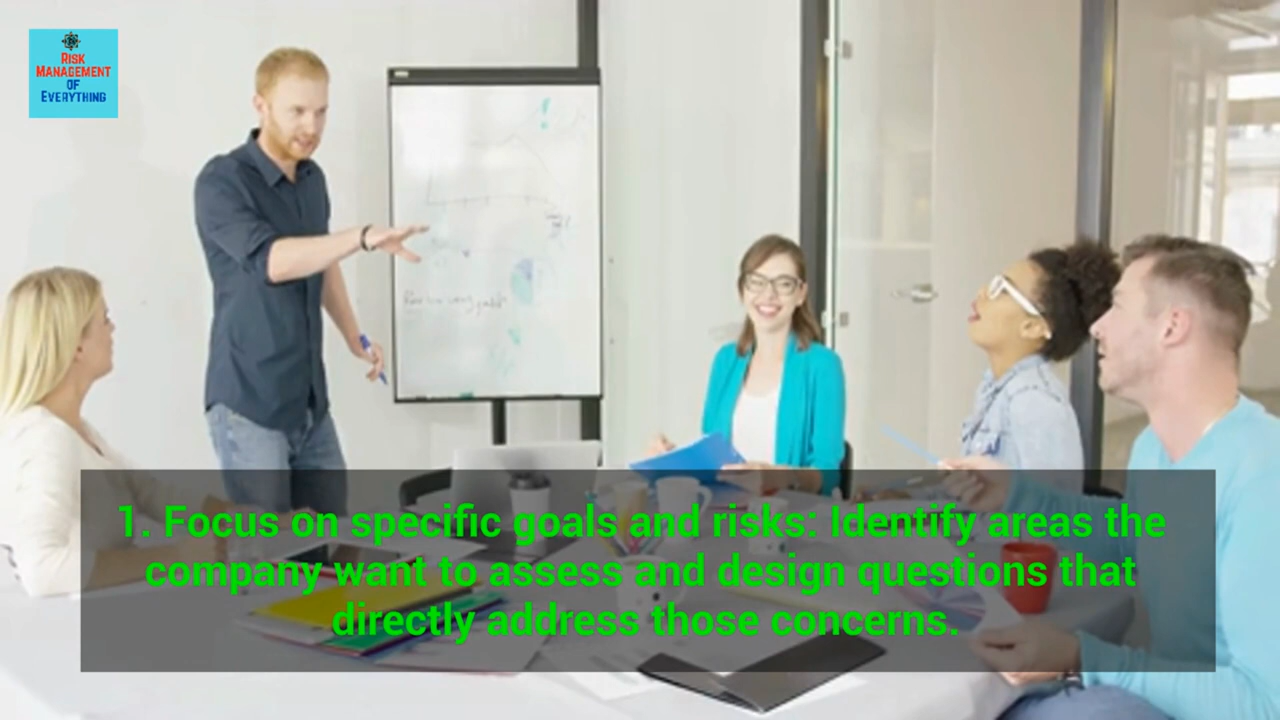 RISK
MANAGEMENT
OF
EVERYTHING
1. Focus on specific goals and risks: Identify areas the
company want to assess and design questions that
directly address those concerns.